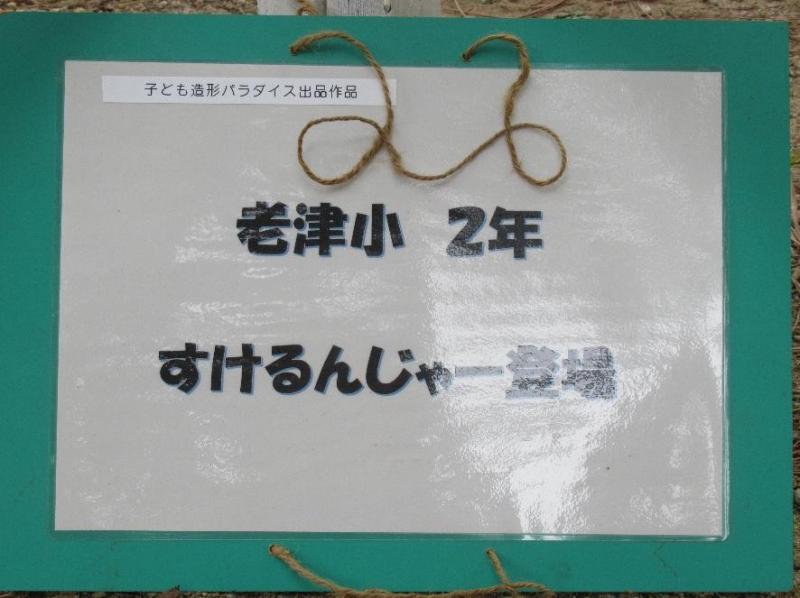 子ども造形パラダイス出品作品
老津小　2年
すけるんじゃー登場